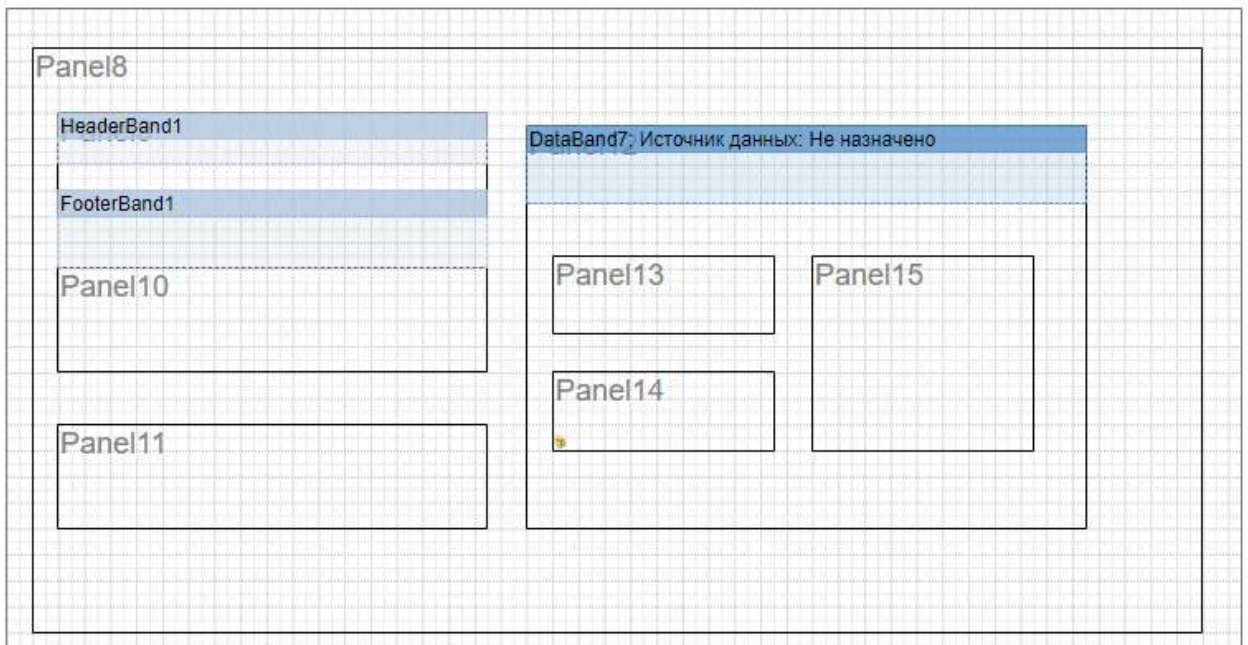 Panel8
HeaderBand1
DataBand7; Источник данных: Не назначено
FooterBand1
Panel10
Panel13
Panel15
Panel14
Panel11